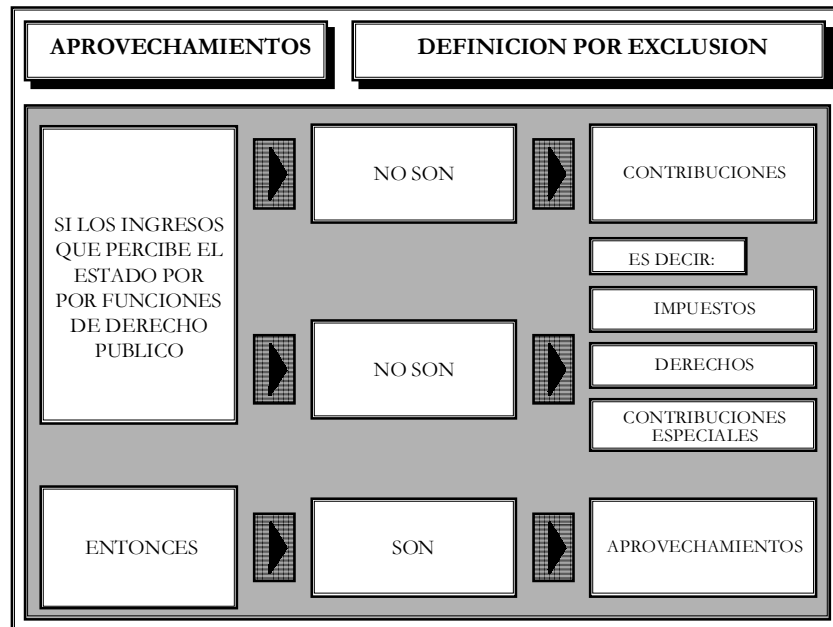 APROVECHAMIENTOS
DEFINICION POR EXCLUSION
SI LOS INGRESOS
QUE PERCIBE EL
ESTADO POR
POR FUNCIONES
DE DERECHO
PUBLICO
NO SON
CONTRIBUCIONES
ES DECIR:
NO SON
IMPUESTOS
DERECHOS
CONTRIBUCIONES
ESPECIALES
ENTONCES
SON
APROVECHAMIENTOS